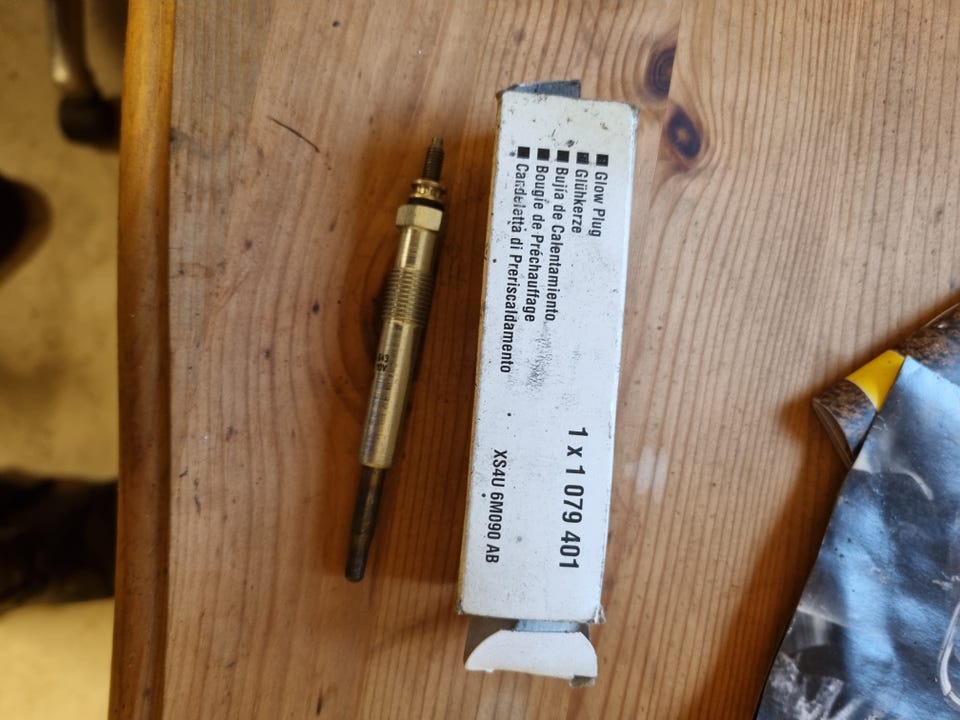 ■ Glow Plug
■ Glühkerze
■ Bujía de Calentamiento
■ Bougie de Préchauffage
■ Candeletta di Preriscaldamento
1 x 1 079 401
XS4U 6M090 AB